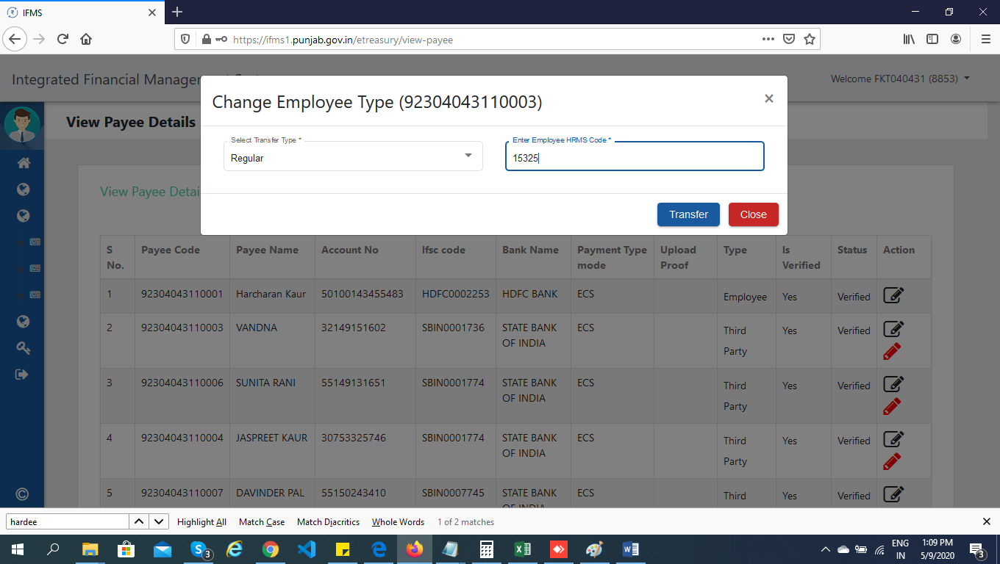 IFMS
https://ifms1.punjab.gov.in/etreasury/view-payee
Integrated Financial Manage
Welcome FKT040431 (8853)
Change Employee Type (92304043110003)
×
View Payee Details
Select Transfer Type *
Regular
Enter Employee HRMS Code *
15325
View Payee Detai
Transfer
Close
S No. Payee Code Payee Name Account No Ifsc code Bank Name Payment Type mode Upload Proof Type Is Verified Status Action
1 92304043110001 Harcharan Kaur 50100143455483 HDFC0002253 HDFC BANK ECS Employee Yes Verified
2 92304043110003 VANDNA 32149151602 SBIN0001736 STATE BANK OF INDIA ECS Third Party Yes Verified
3 92304043110006 SUNITA RANI 55149131651 SBIN0001774 STATE BANK OF INDIA ECS Third Party Yes Verified
4 92304043110004 JASPREET KAUR 30753325746 SBIN0001774 STATE BANK OF INDIA ECS Third Party Yes Verified
5 92304043110007 DAVINDER PAL 55150243410 SBIN0007745 STATE BANK OF INDIA ECS Third Yes Verified
hardee
Highlight All Match Case Match Diacritics Whole Words 1 of 2 matches
3
ENG
IN
1:09 PM
5/9/2020
3